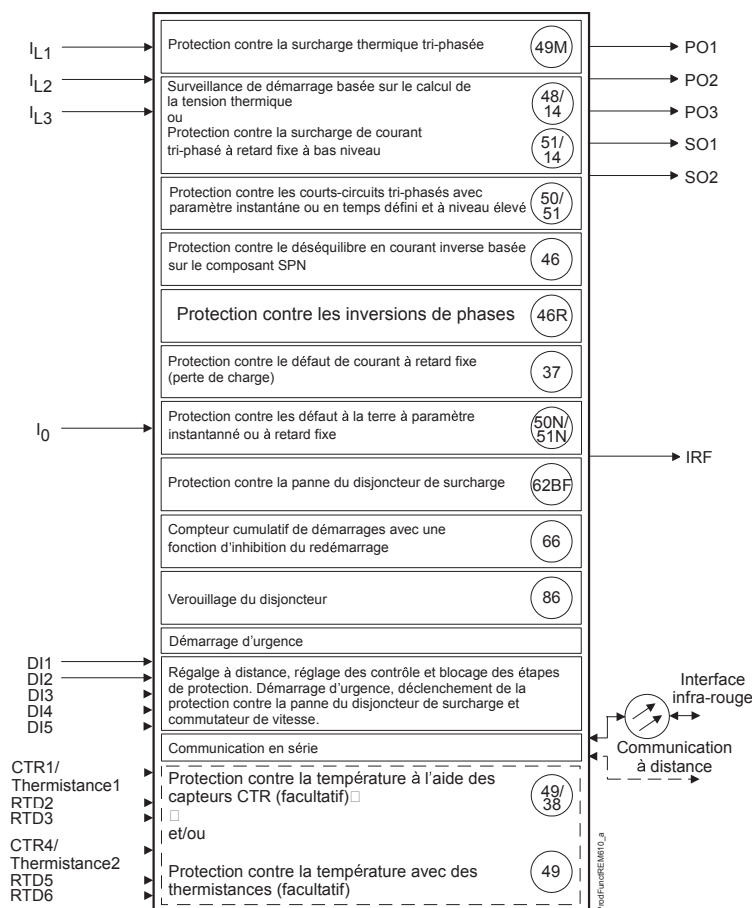 Protection contre la surcharge thermique tri-phasée
49M
Surveillance de démarrage basée sur le calcul de
la tension thermique
ou
Protection contre la surcharge de courant
tri-phasé à retard fixe à bas niveau
48/
14
51/
14
Protection contre les courts-circuits tri-phasés avec
paramètre instantáne ou en temps défini et à niveau élevé
50/
51
Protection contre le déséquilibre en courant inverse basée
sur le composant SPN
46
Protection contre les inversions de phases
46R
Protection contre le défaut de courant à retard fixe
(perte de charge)
37
Protection contre les défaut à la terre à paramètre
instantanné ou à retard fixe
50N/
51N
Protection contre la panne du disjoncteur de surcharge
62BF
Compteur cumulatif de démarrages avec une
fonction d'inhibition du redémarrage
66
Verouillage du disjoncteur
86
Démarrage d'urgence
Régalge à distance, réglage des contrôle et blocage des étapes
de protection. Démarrage d'urgence, déclenchement de la
protection contre la panne du disjoncteur de surcharge et
commutateur de vitesse.
Communication en série
Protection contre la température à l'aide des
capteurs CTR (facultatif)
et/ou
49/
38
Protection contre la température avec des
thermistances (facultatif)
49
IL1
IL2
IL3
I0
DI1
DI2
DI3
DI4
DI5
CTR1/
Thermistance1
RTD2
RTD3
CTR4/
Thermistance2
RTD5
RTD6
PO1
PO2
PO3
SO1
SO2
IRF
Interface
infra-rouge
Communication
à distance
ProdFunctREM610_a